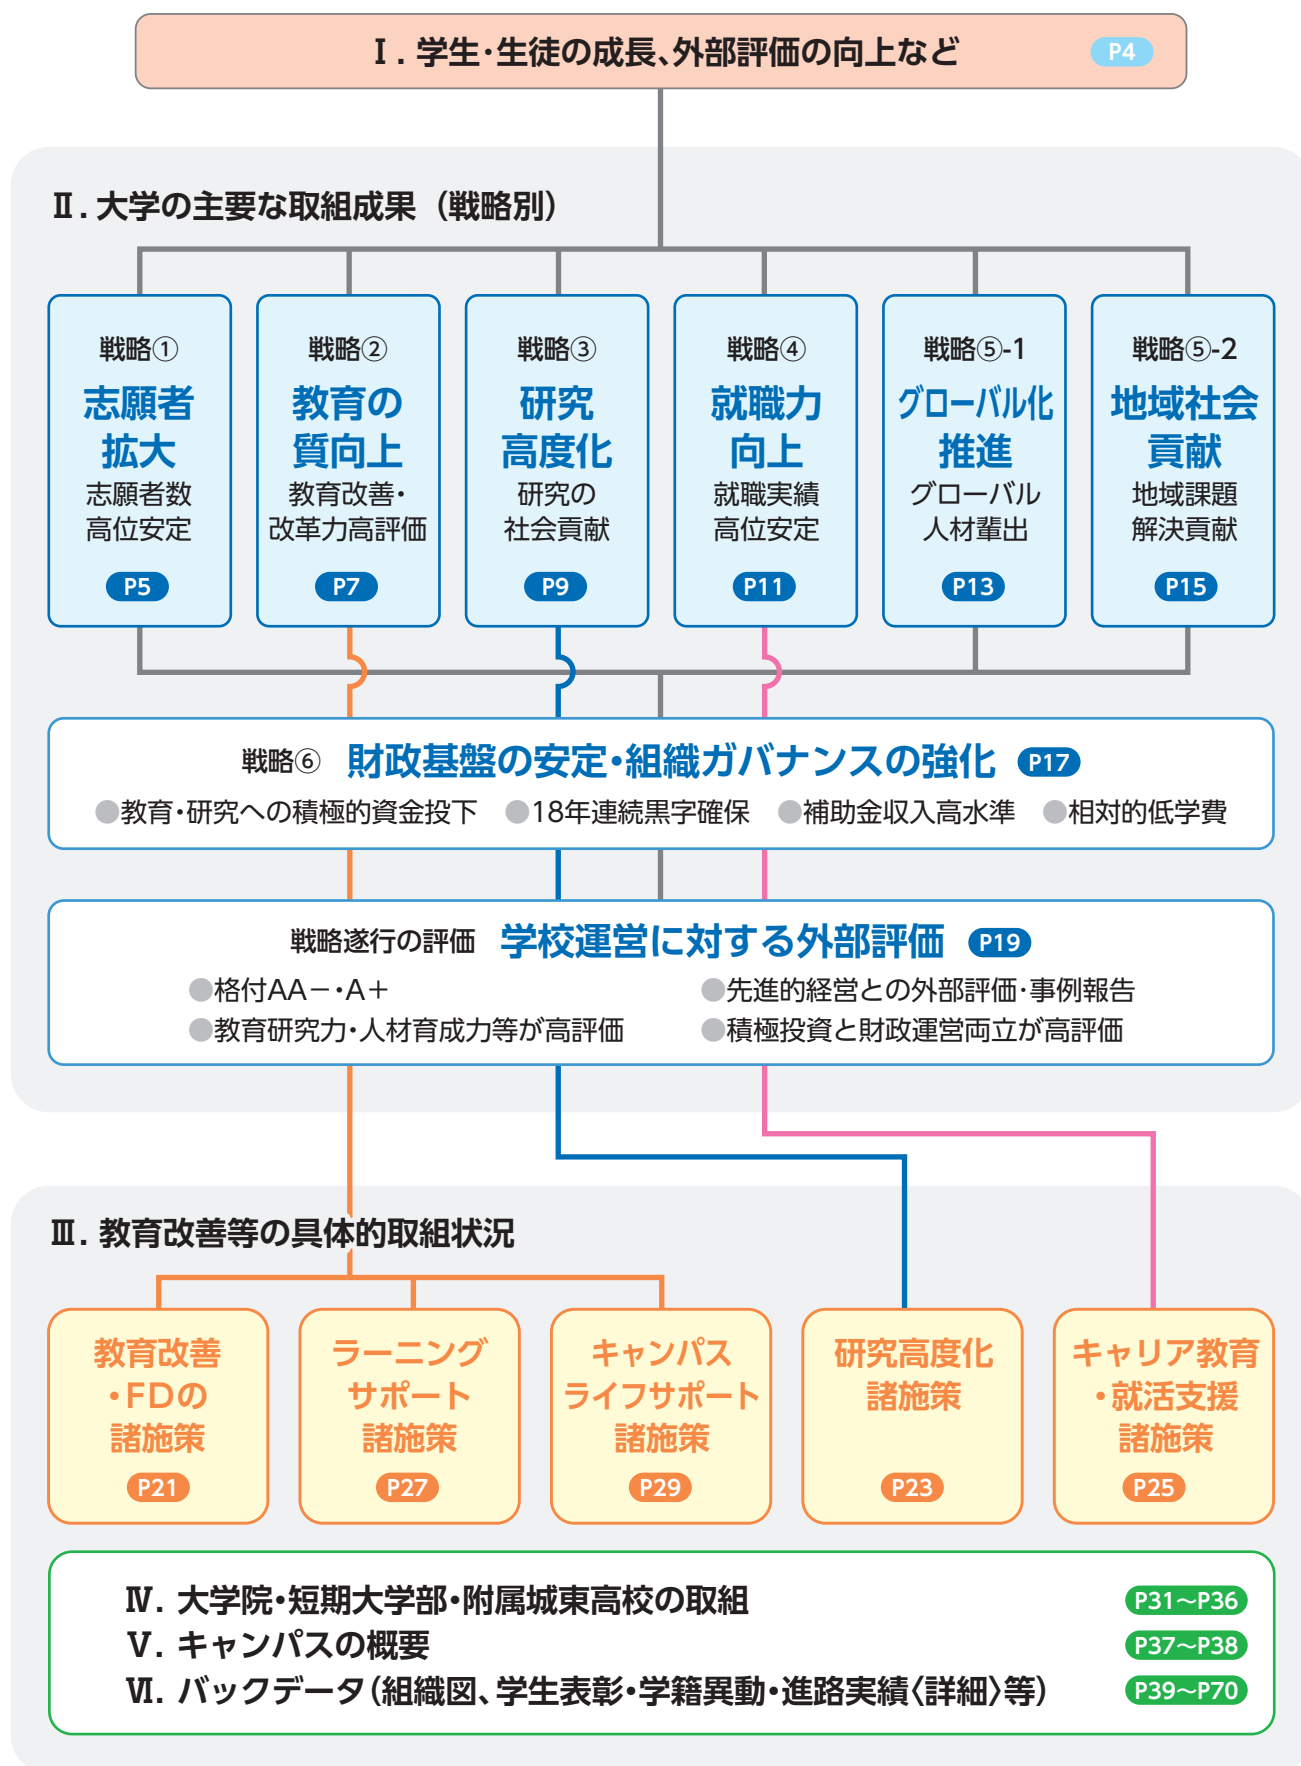 Ⅰ. 学生・生徒の成長、外部評価の向上など P4
Ⅱ. 大学の主要な取組成果（戦略別）
戦略①
志願者
拡大
志願者数
高位安定
P5
戦略②
教育の
質向上
教育改善・
改革力高評価
P7
戦略③
研究
高度化
研究の
社会貢献
P9
戦略④
就職力
向上
就職実績
高位安定
P11
戦略⑤-1
グローバル化
推進
グローバル
人材輩出
P13
戦略⑤-2
地域社会
貢献
地域課題
解決貢献
P15
戦略⑥ 財政基盤の安定・組織ガバナンスの強化 P17
●教育・研究への積極的資金投下 ●18年連続黒字確保 ●補助金収入高水準 ●相対的低学費
戦略遂行の評価 学校運営に対する外部評価 P19
●格付AA－・A＋ ●先進的経営との外部評価・事例報告
●教育研究力・人材育成力等が高評価 ●積極投資と財政運営両立が高評価
Ⅲ. 教育改善等の具体的取組状況
教育改善
・FDの
諸施策
P21
ラーニング
サポート
諸施策
P27
キャンパス
ライフサポート
諸施策
P29
研究高度化
諸施策
P23
キャリア教育
・就活支援
諸施策
P25
Ⅳ. 大学院・短期大学部・附属城東高校の取組 P31～P36
Ⅴ. キャンパスの概要 P37～P38
Ⅵ. バックデータ（組織図、学生表彰・学籍異動・進路実績〈詳細〉等） P39～P70